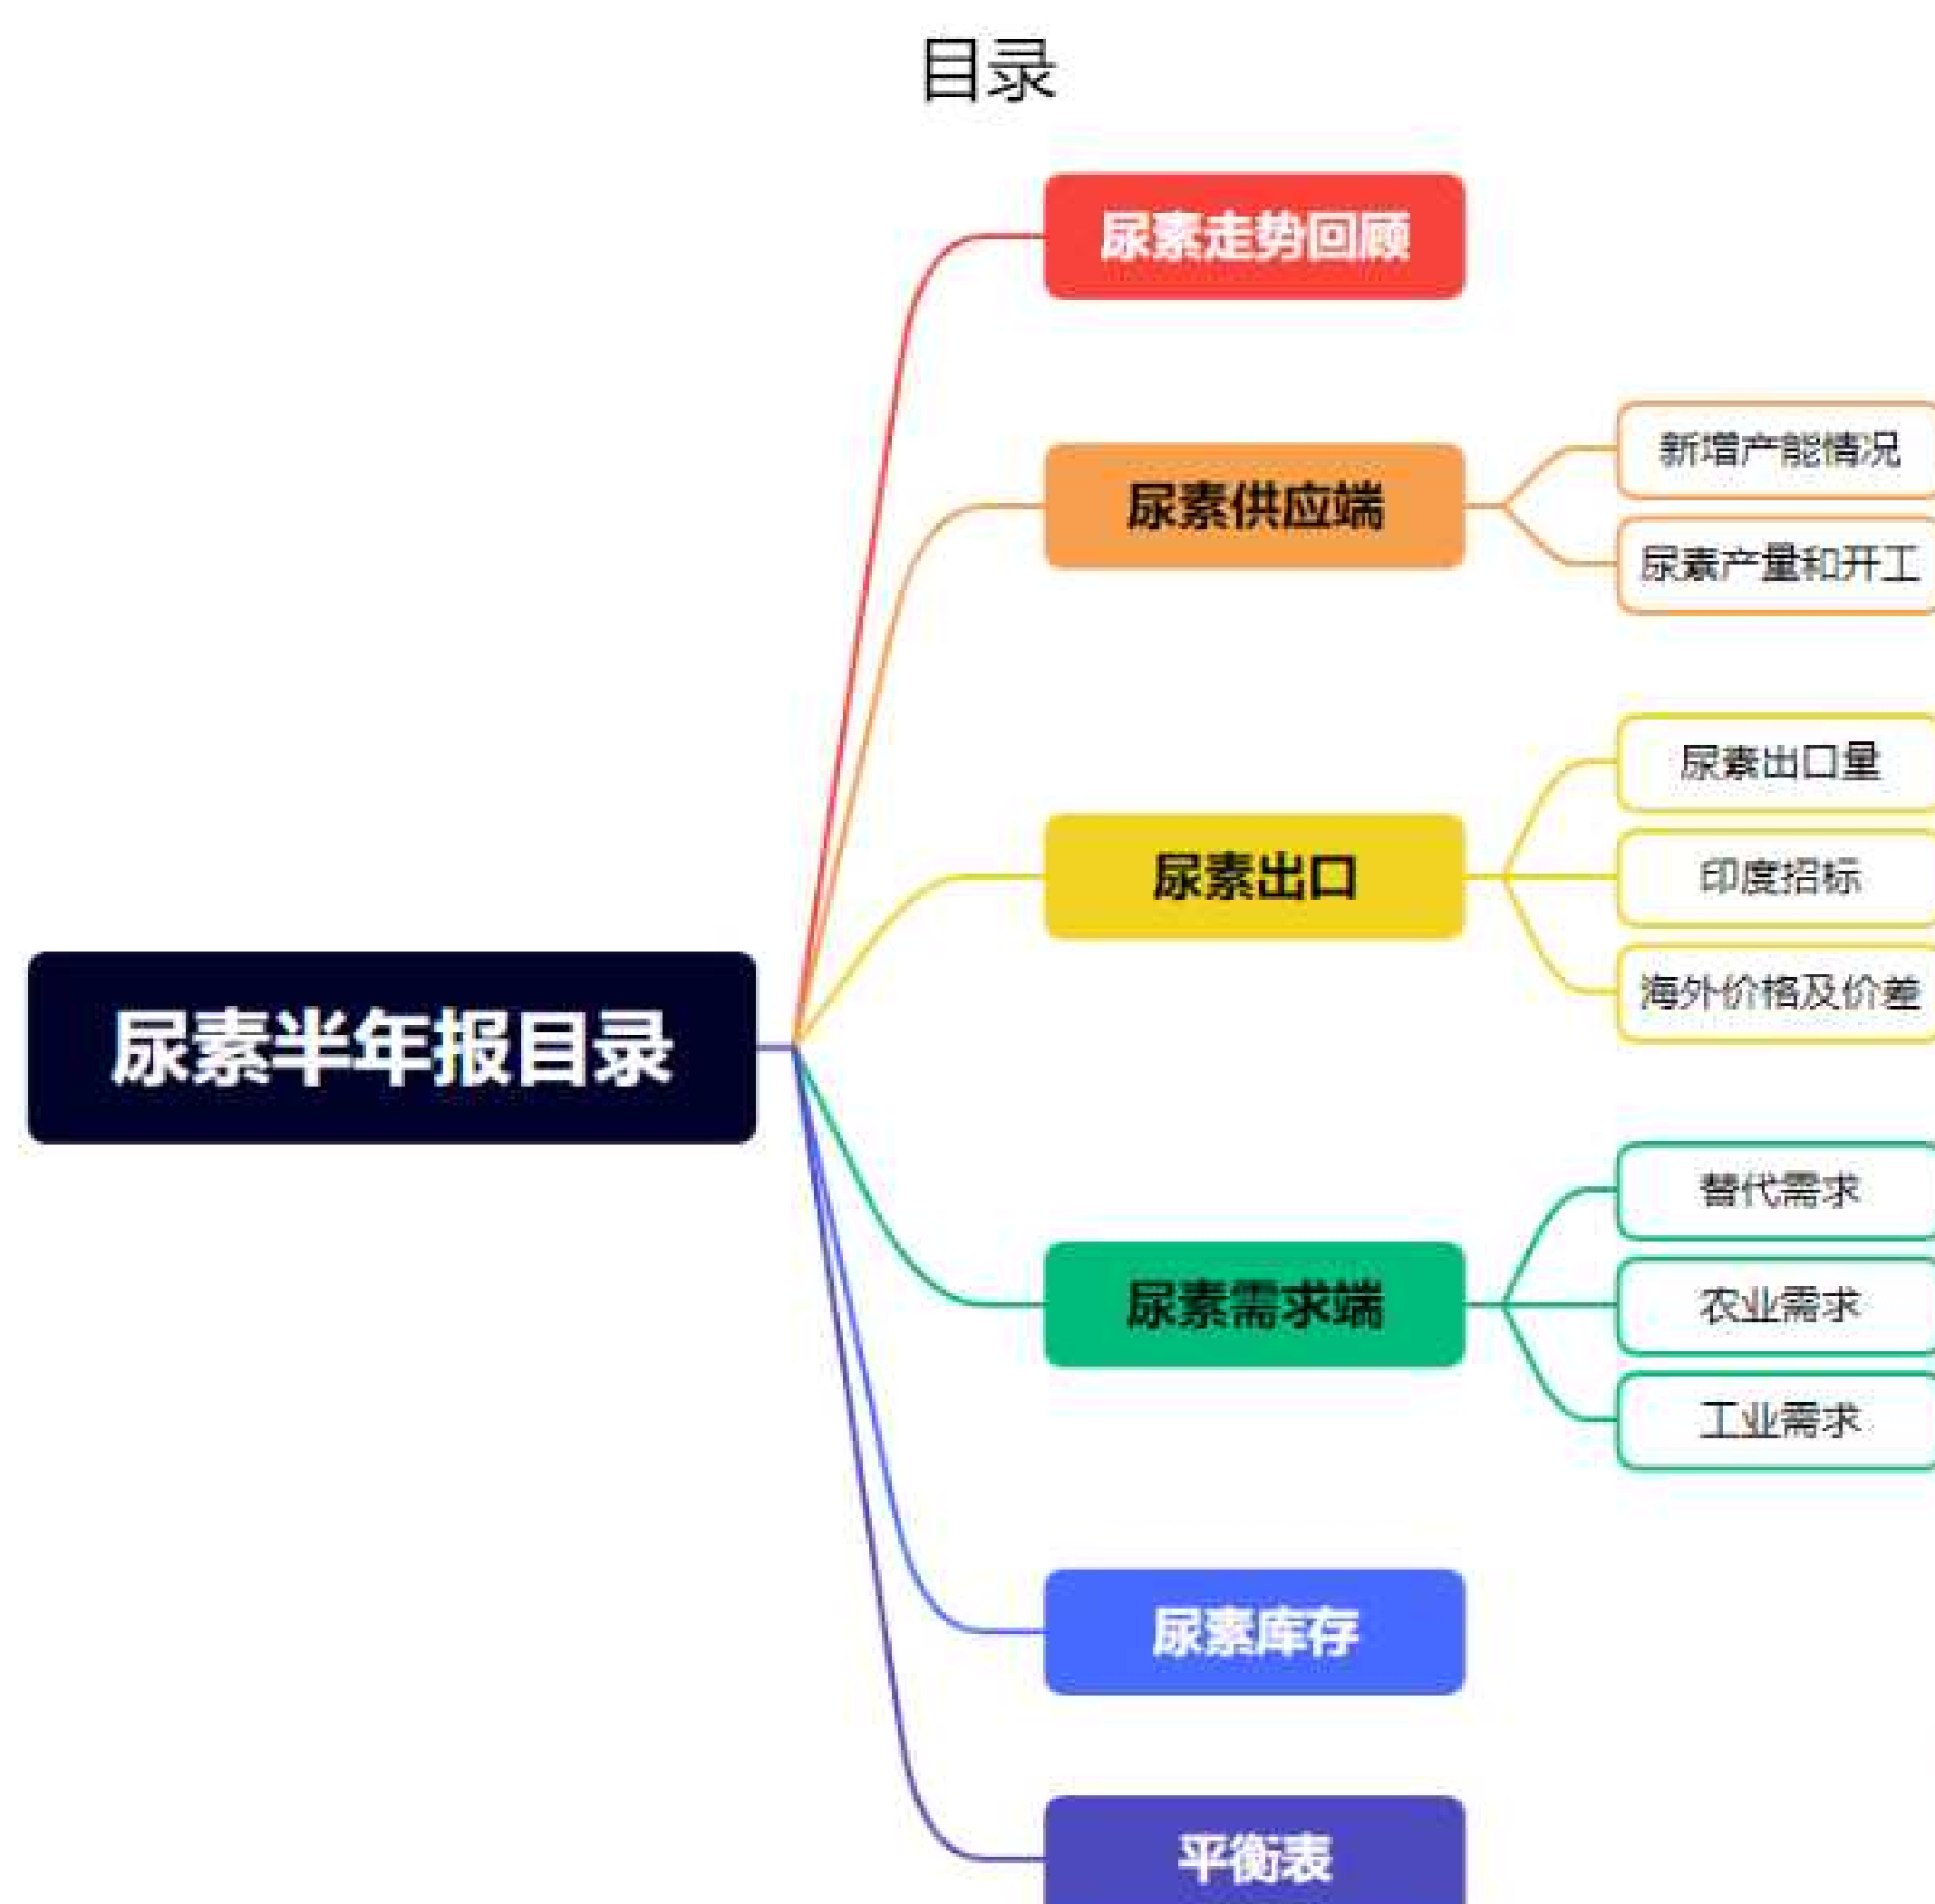 目录
尿素半年报目录
尿素走势回顾
尿素供应端
新增产能情况
尿素产量和开工
尿素出口
尿素出口量
印度招标
海外价格及价差
尿素需求端
替代需求
农业需求
工业需求
尿素库存
平衡表